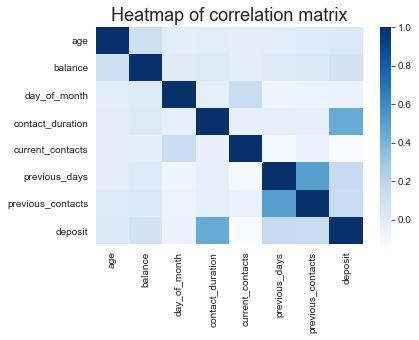 Heatmap of correlation matrix
age
balance
day_of_month
contact_duration
current_contacts
previous_days
previous_contacts
deposit
age
balance
day_of_month
contact_duration
current_contacts
previous_days
previous_contacts
deposit
1.0
0.8
0.6
0.4
0.2
0.0